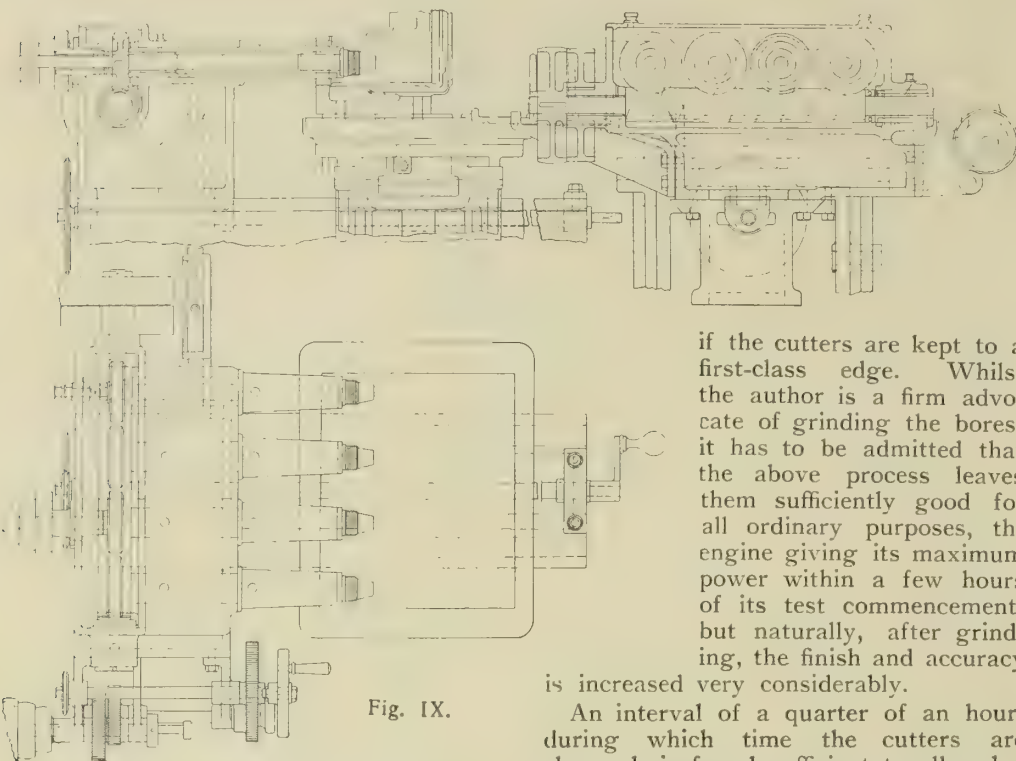 if the cutters are kept to a
first-class edge. Whils
the author is a firm advo
cate of grinding the bores
it has to be admitted tha
the above process leaves
them sufficiently good fo
all ordinary purposes, th
engine giving its maximum
power within a few hours
of its test commencement
but naturally, after grind
ing, the finish and accuracy
is increased very considerably.
Fig. IX.
An interval of a quarter of an hour
during which time the cutters are